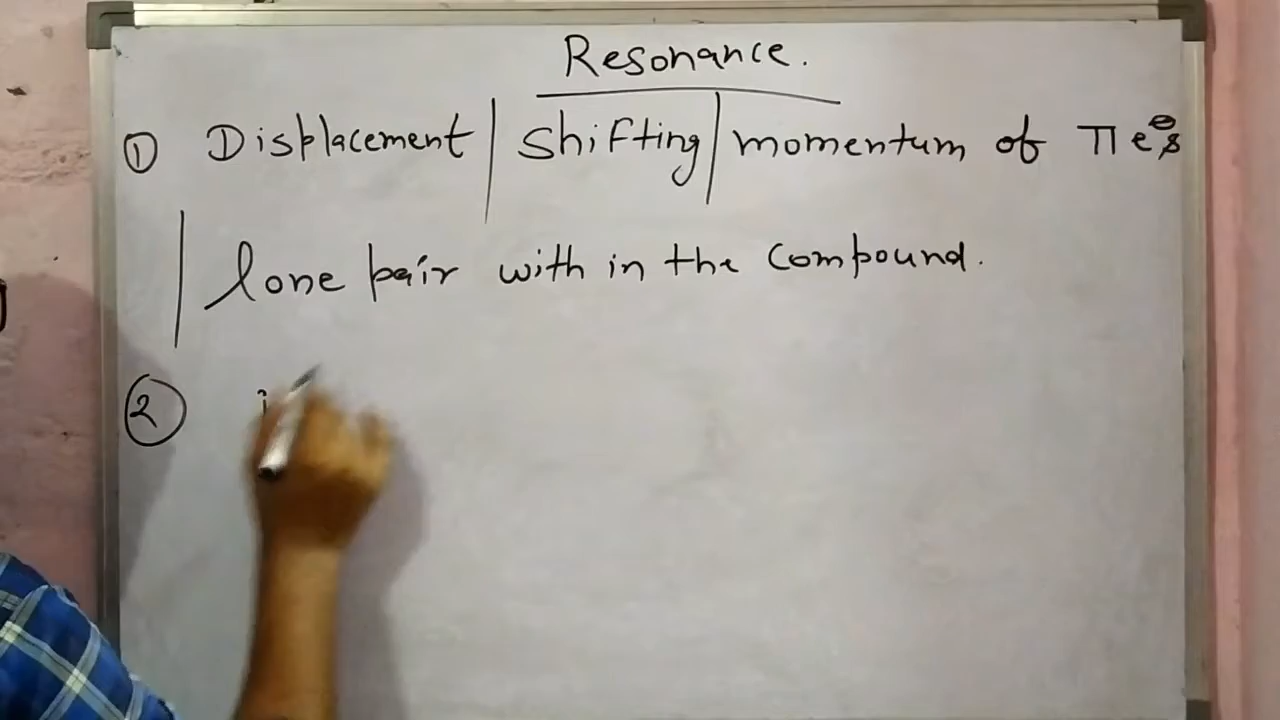 Resonance.
① Displacement | shifting | momentum of π e⊖s
| lone pair with in the compound.
② i